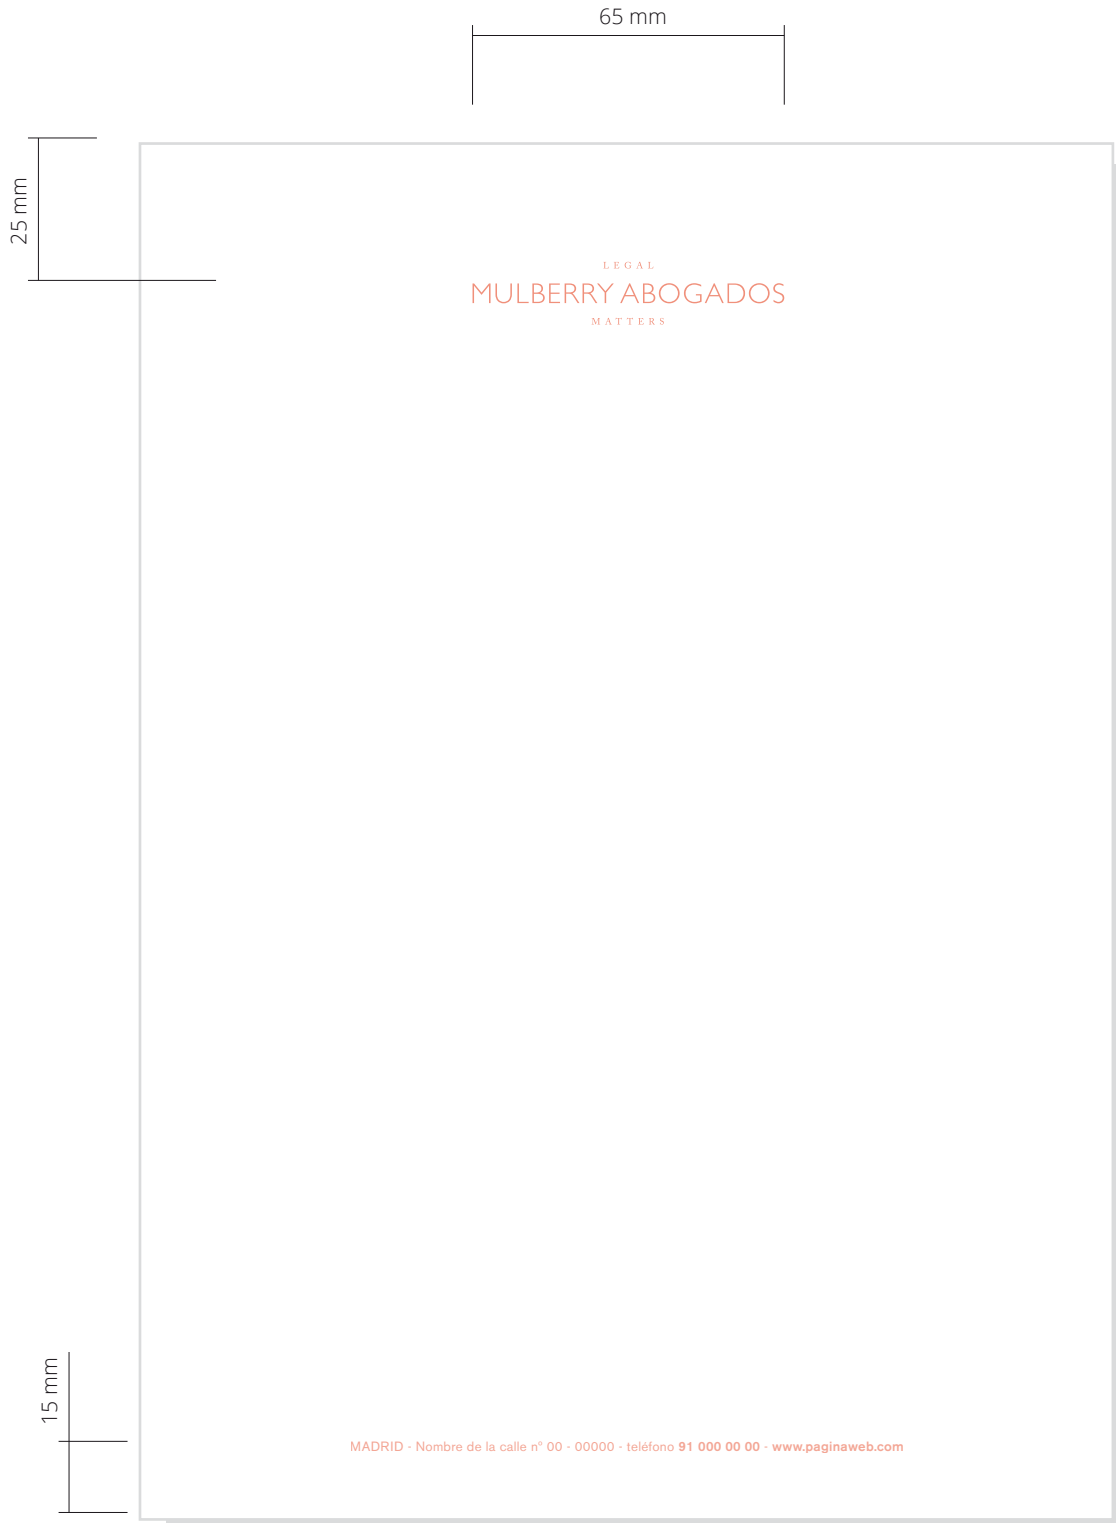 65 mm
25 mm
LEGAL
MULBERRY ABOGADOS
MATTERS
15 mm
MADRID - Nombre de la calle nº 00 - 00000 - teléfono 91 000 00 00 - www.paginaweb.com